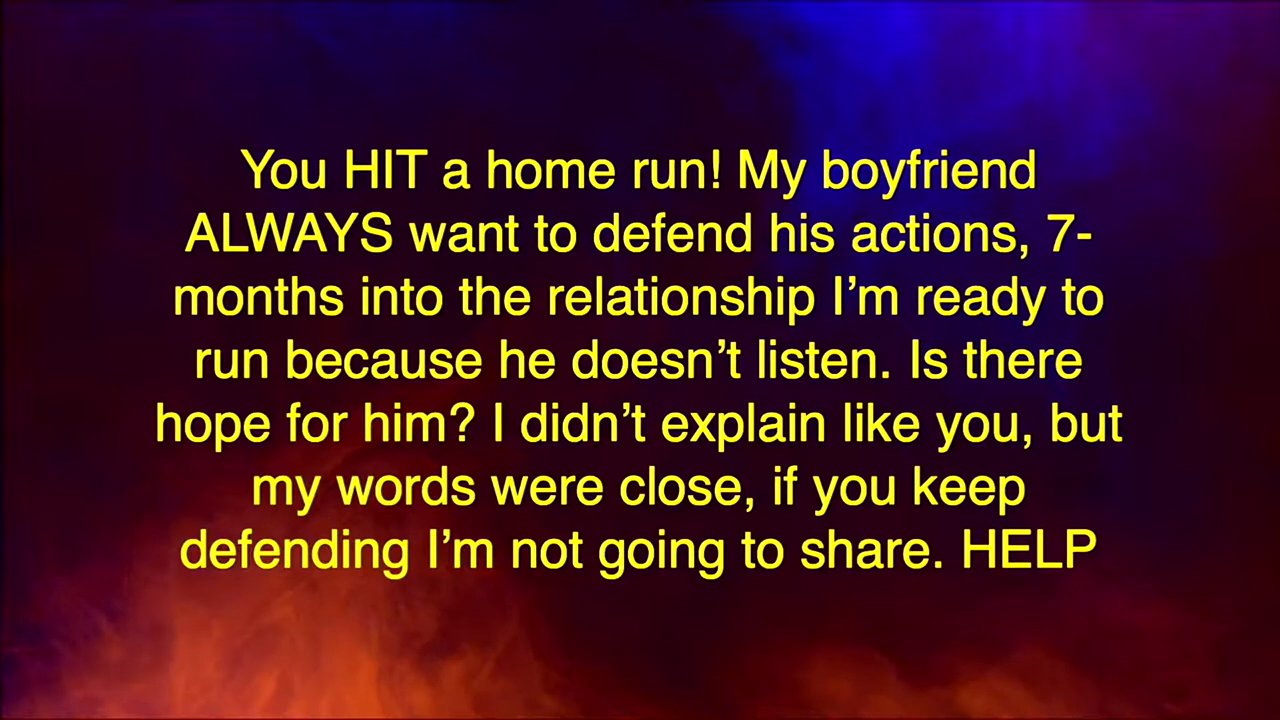 You HIT a home run! My boyfriend
ALWAYS want to defend his actions, 7-
months into the relationship I’m ready to
run because he doesn’t listen. Is there
hope for him? I didn’t explain like you, but
my words were close, if you keep
defending I’m not going to share. HELP